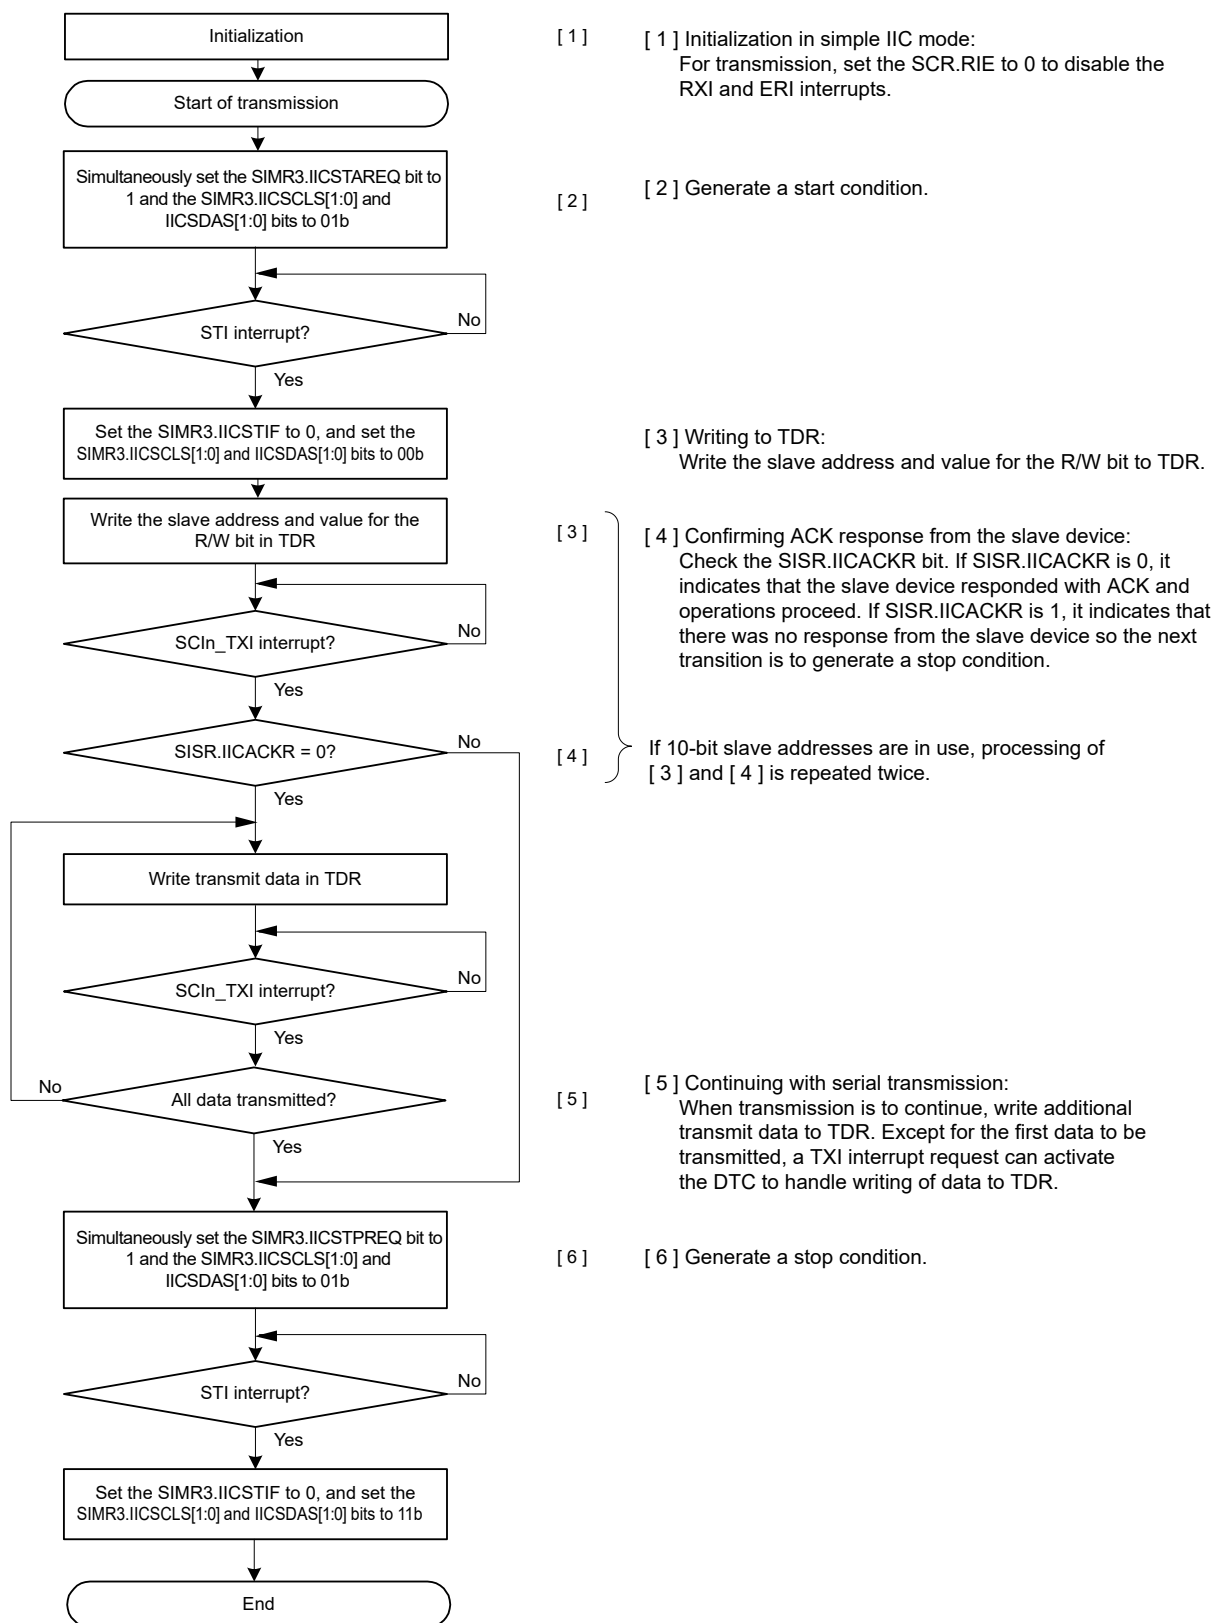 Initialization
[ 1 ]
[ 1 ] Initialization in simple IIC mode:
For transmission, set the SCR.RIE to 0 to disable the
RXI and ERI interrupts.
Start of transmission
Simultaneously set the SIMR3.IICSTAREQ bit to
1 and the SIMR3.IICSCLS[1:0] and
IICSDAS[1:0] bits to 01b
[ 2 ]
[ 2 ] Generate a start condition.
STI interrupt?
No
Yes
Set the SIMR3.IICSTIF to 0, and set the
SIMR3.IICSCLS[1:0] and IICSDAS[1:0] bits to 00b
[ 3 ] Writing to TDR:
Write the slave address and value for the R/W bit to TDR.
Write the slave address and value for the
R/W bit in TDR
[ 3 ]
[ 4 ] Confirming ACK response from the slave device:
Check the SISR.IICACKR bit. If SISR.IICACKR is 0, it
indicates that the slave device responded with ACK and
operations proceed. If SISR.IICACKR is 1, it indicates that
there was no response from the slave device so the next
transition is to generate a stop condition.
SCIn_TXI interrupt?
No
Yes
SISR.IICACKR = 0?
No
[ 4 ]
If 10-bit slave addresses are in use, processing of
[ 3 ] and [ 4 ] is repeated twice.
Yes
Write transmit data in TDR
SCIn_TXI interrupt?
No
Yes
No
All data transmitted?
[ 5 ]
[ 5 ] Continuing with serial transmission:
When transmission is to continue, write additional
transmit data to TDR. Except for the first data to be
transmitted, a TXI interrupt request can activate
the DTC to handle writing of data to TDR.
Yes
Simultaneously set the SIMR3.IICSTPREQ bit to
1 and the SIMR3.IICSCLS[1:0] and
IICSDAS[1:0] bits to 01b
[ 6 ]
[ 6 ] Generate a stop condition.
STI interrupt?
No
Yes
Set the SIMR3.IICSTIF to 0, and set the
SIMR3.IICSCLS[1:0] and IICSDAS[1:0] bits to 11b
End